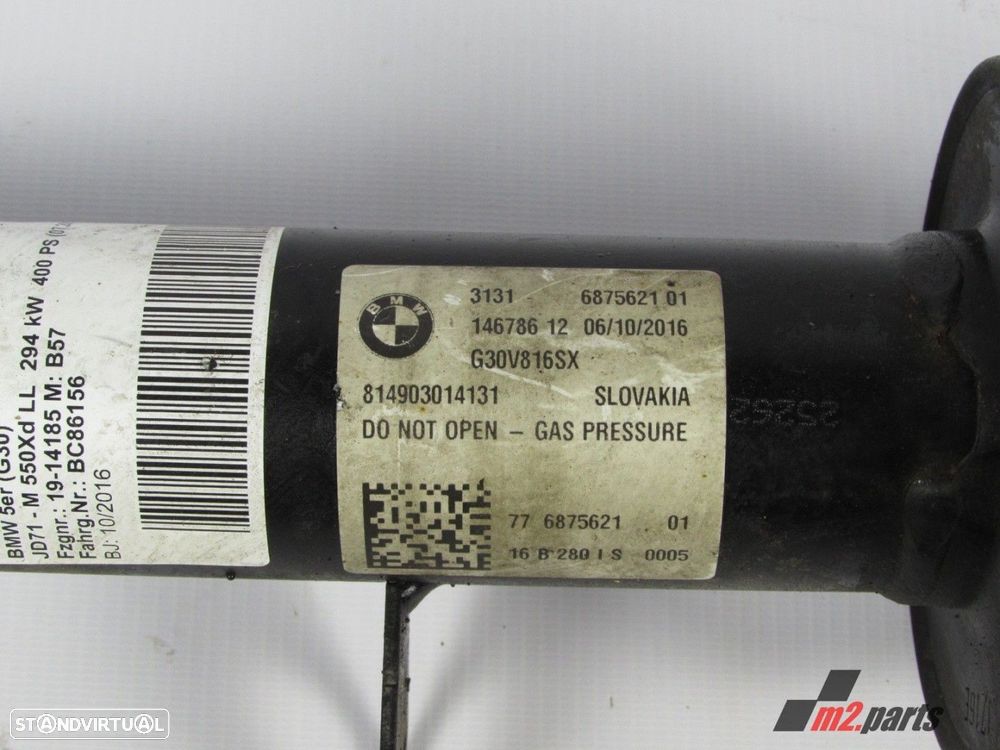 BMW 5er (G30)
JD71 - M 550Xd LL 294 kW 400 PS
Fzgnr.: 19-14185 M: B57
Fahrg.Nr.: BC86156
BJ: 10/2016
BMW
3131 6875621 01
146786 12 06/10/2016
G30V816SX
814903014131 SLOVAKIA
DO NOT OPEN - GAS PRESSURE
77 6875621 01
16 B 280 I S 0005
STANDVIRTUAL
m2.parts